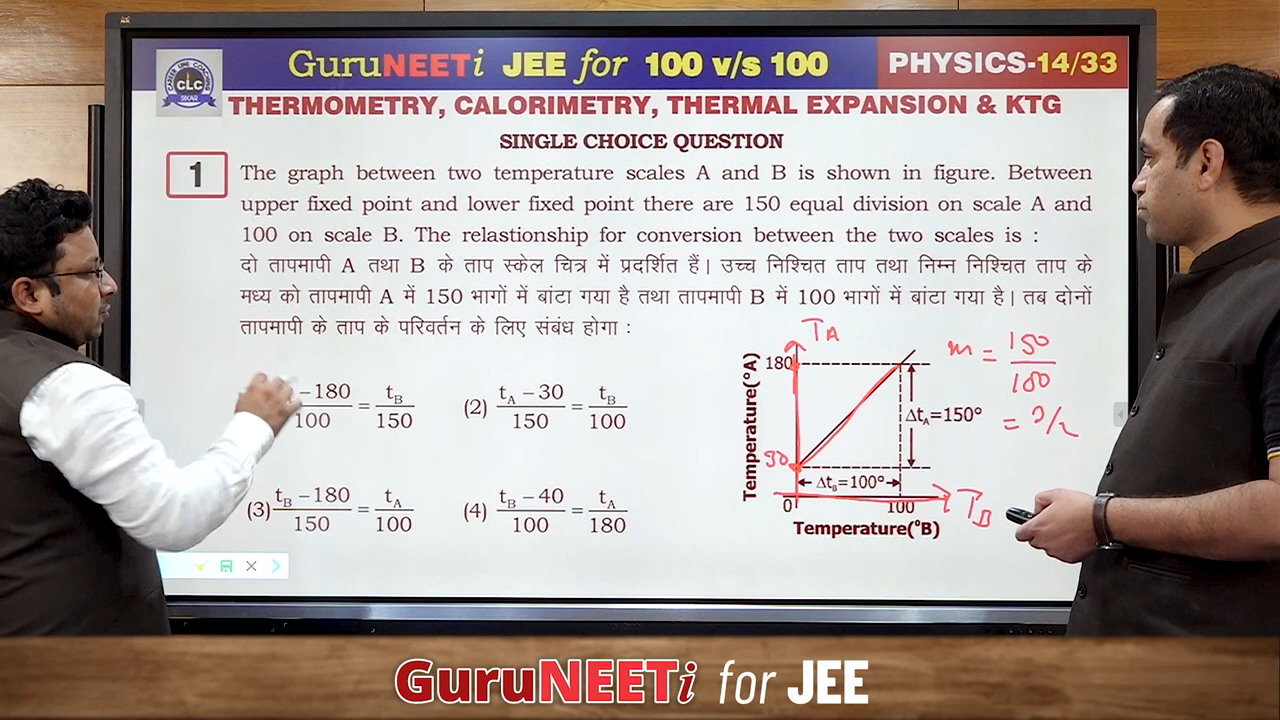 GuruNEETi JEE for 100 v/s 100
PHYSICS-14/33
CAREER LINE COACHING
CLC
SIKAR
THERMOMETRY, CALORIMETRY, THERMAL EXPANSION & KTG
SINGLE CHOICE QUESTION
1
The graph between two temperature scales A and B is shown in figure. Between
upper fixed point and lower fixed point there are 150 equal division on scale A and
100 on scale B. The relastionship for conversion between the two scales is :
दो तापमापी A तथा B के ताप स्केल चित्र में प्रदर्शित हैं। उच्च निश्चित ताप तथा निम्न निश्चित ताप के
मध्य को तापमापी A में 150 भागों में बांटा गया है तथा तापमापी B में 100 भागों में बांटा गया है। तब दोनों
तापमापी के ताप के परिवर्तन के लिए संबंध होगा :
−180/100 = t_B/150
(2) t_A − 30/150 = t_B/100
(3) t_B − 180/150 = t_A/100
(4) t_B − 40/100 = t_A/180
T_A
180
Temperature(°A)
30
Δt_A=150°
Δt_B=100°
0
100
T_B
Temperature(°B)
m = 150/100
= 3/2
GuruNEETi for JEE